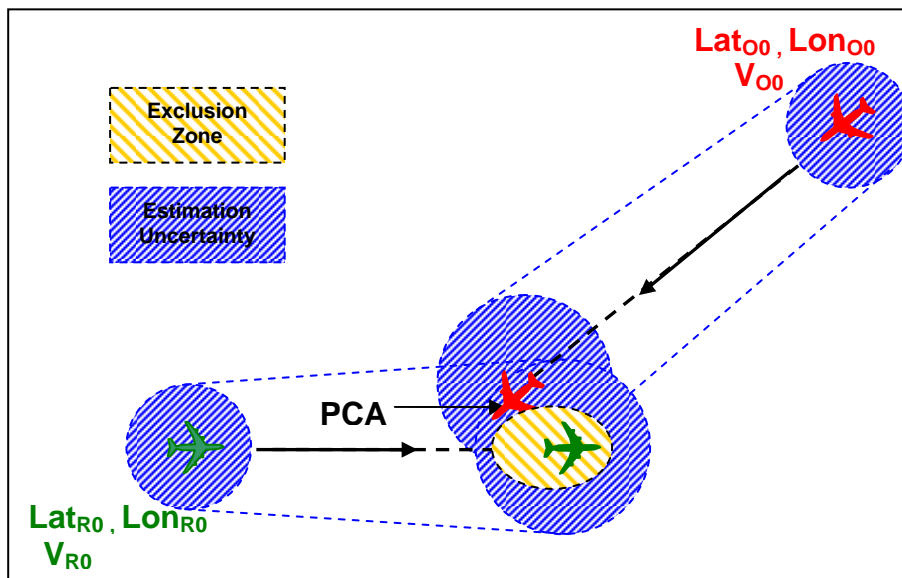 Lat_O0 , Lon_O0
V_O0
Exclusion
Zone
Estimation
Uncertainty
PCA
Lat_R0 , Lon_R0
V_R0